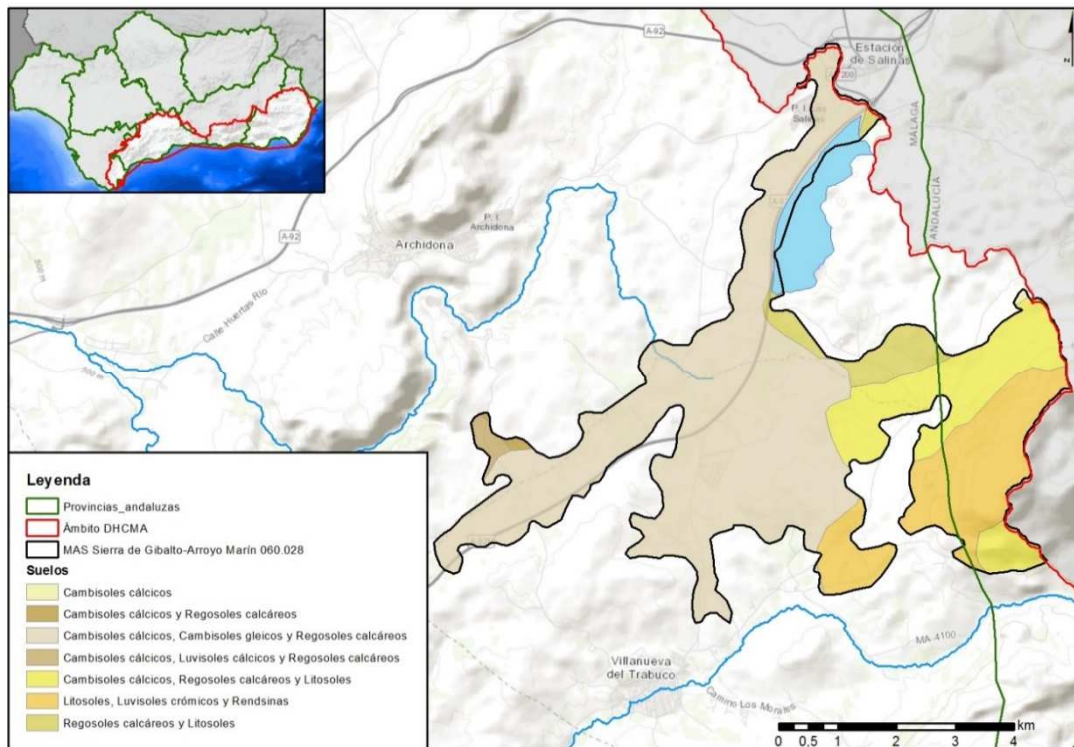 A-92
Estación
de Salinas
MÁLAGA
ANDALUCÍA
P. I.
Archidona
Archidona
A-92
Calle Huertas Río
500 m
500 m
Leyenda
Provincias_andaluzas
Ámbito DHCMA
MAS Sierra de Gibalto-Arroyo Marín 060.028
Suelos
Cambisoles cálcicos
Cambisoles cálcicos y Regosoles calcáreos
Cambisoles cálcicos, Cambisoles gleicos y Regosoles calcáreos
Cambisoles cálcicos, Luvisoles cálcicos y Regosoles calcáreos
Cambisoles cálcicos, Regosoles calcáreos y Litosoles
Litosoles, Luvisoles crómicos y Rendsinas
Regosoles calcáreos y Litosoles
MA-4100
Villanueva
del Trabuco
Camino Los Morales
km
0 0,5 1 2 3 4